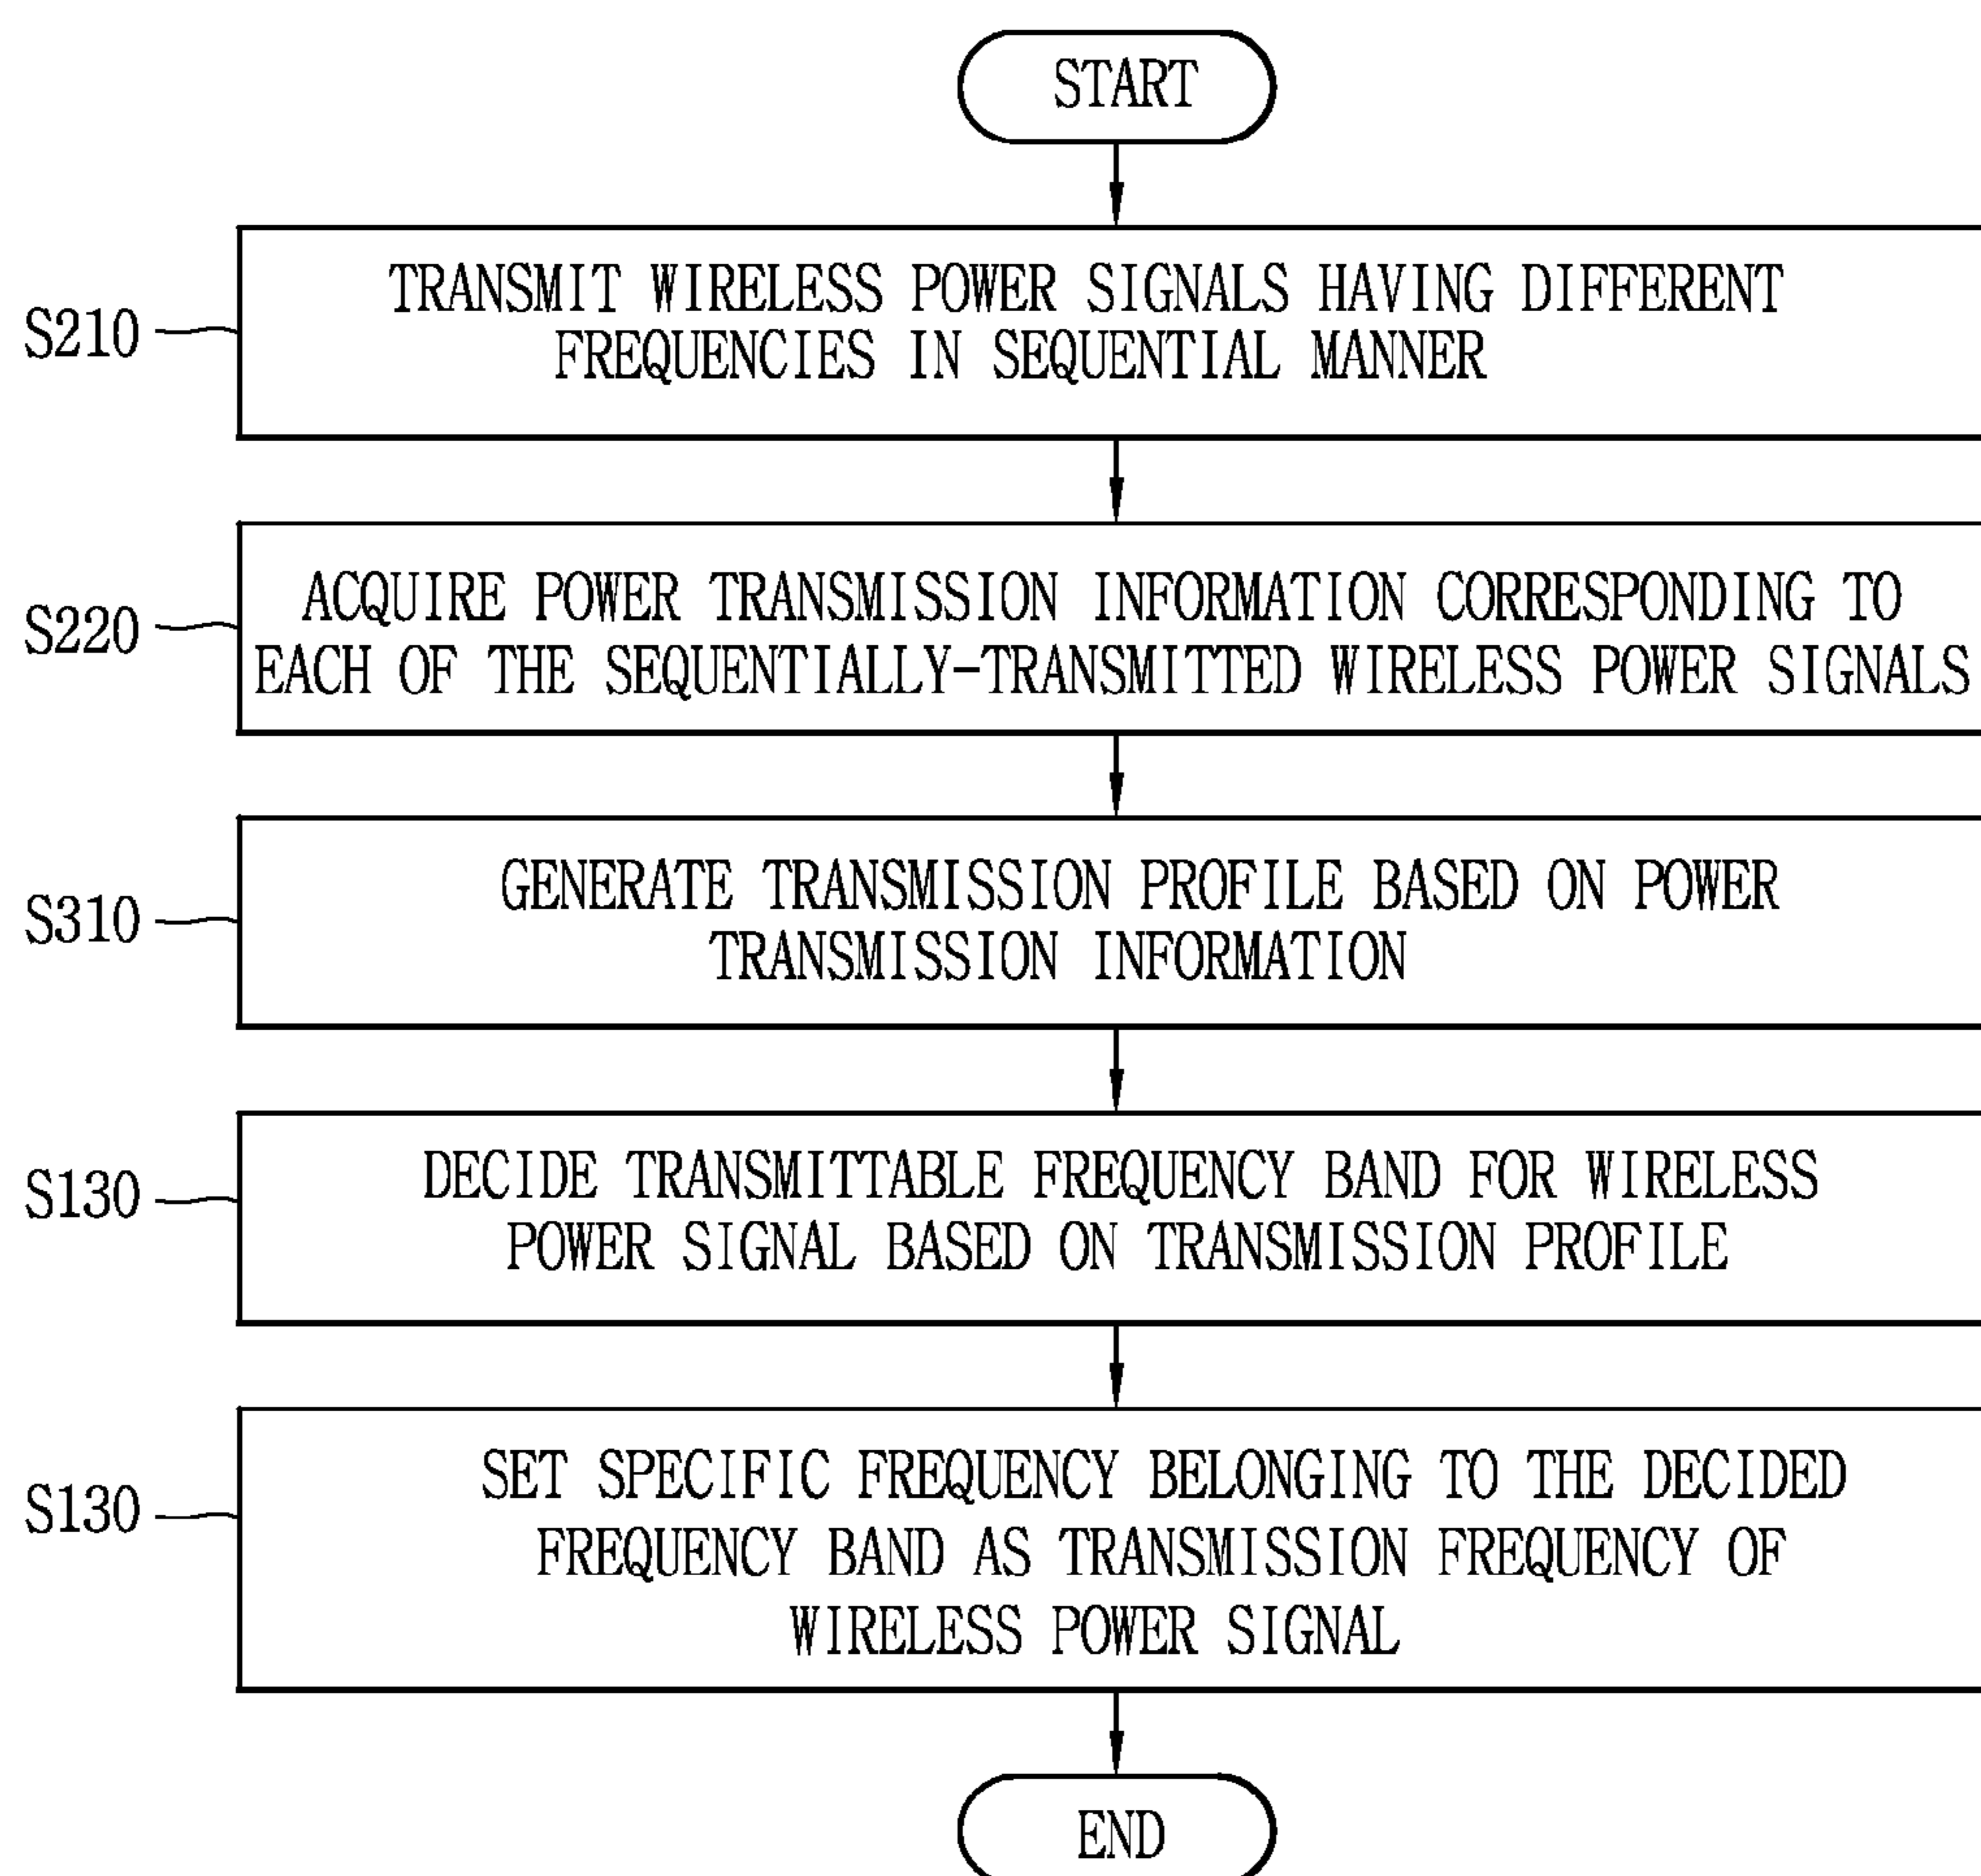 START
S210
TRANSMIT WIRELESS POWER SIGNALS HAVING DIFFERENT
FREQUENCIES IN SEQUENTIAL MANNER
S220
ACQUIRE POWER TRANSMISSION INFORMATION CORRESPONDING TO
EACH OF THE SEQUENTIALLY-TRANSMITTED WIRELESS POWER SIGNALS
S310
GENERATE TRANSMISSION PROFILE BASED ON POWER
TRANSMISSION INFORMATION
S130
DECIDE TRANSMITTABLE FREQUENCY BAND FOR WIRELESS
POWER SIGNAL BASED ON TRANSMISSION PROFILE
S130
SET SPECIFIC FREQUENCY BELONGING TO THE DECIDED
FREQUENCY BAND AS TRANSMISSION FREQUENCY OF
WIRELESS POWER SIGNAL
END